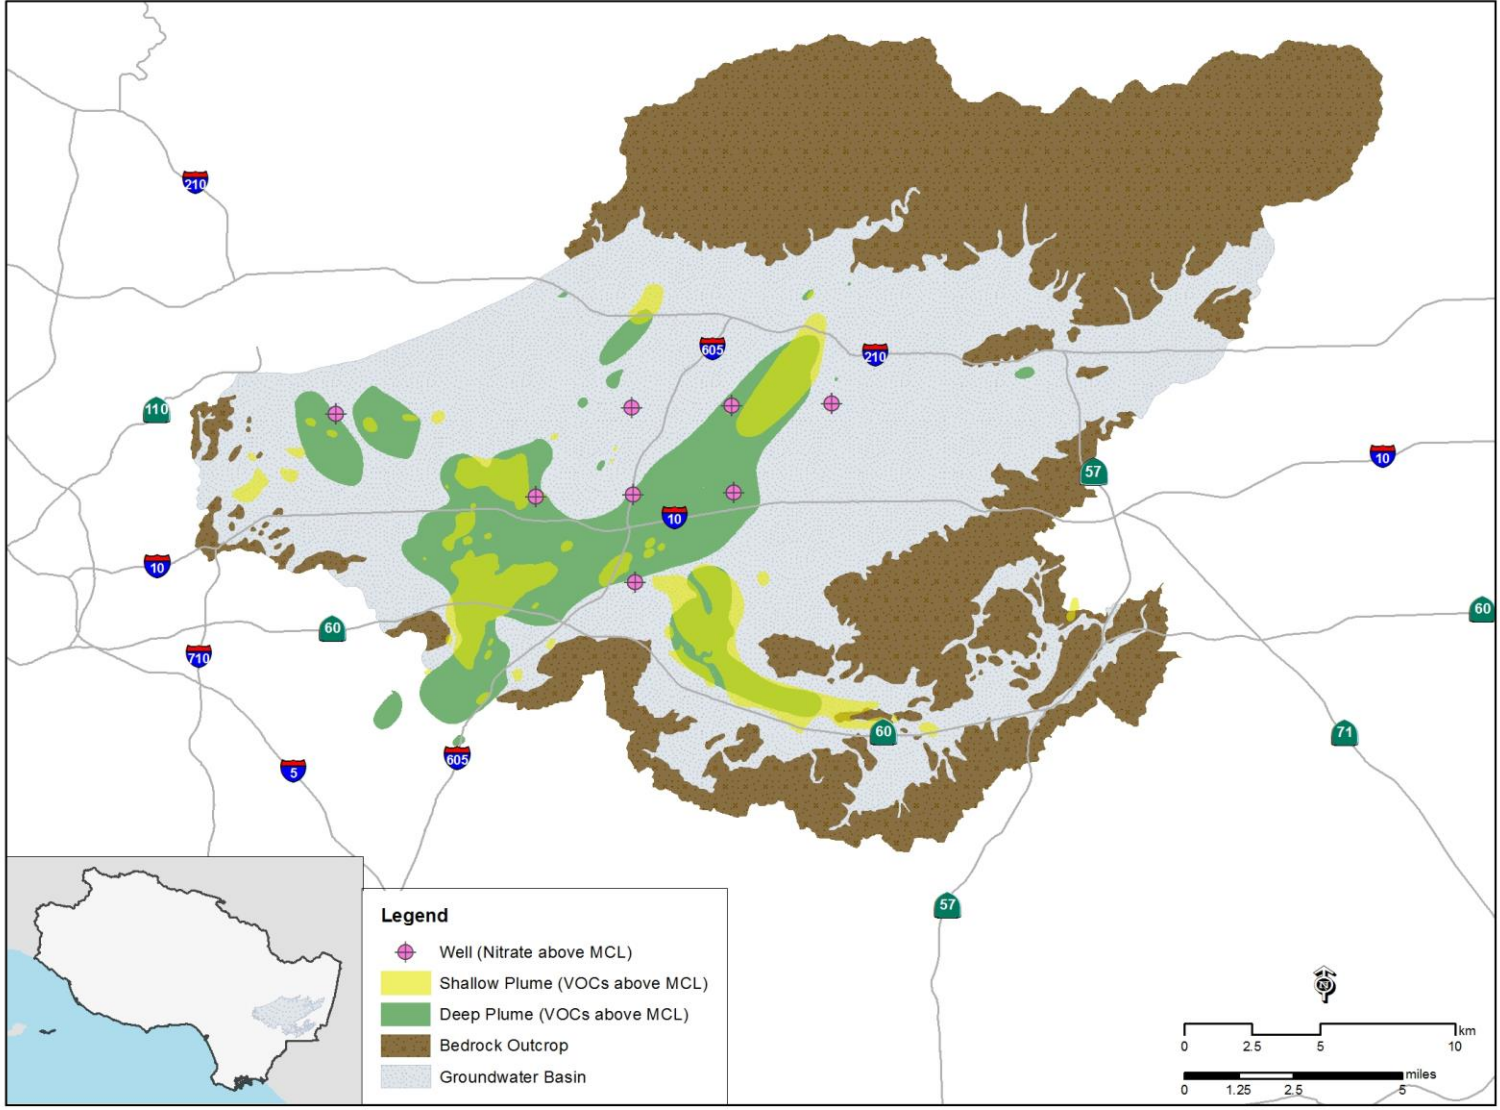 210
605
210
110
10
57
10
10
60
60
710
60
71
605
5
57
Legend
Well (Nitrate above MCL)
Shallow Plume (VOCs above MCL)
Deep Plume (VOCs above MCL)
Bedrock Outcrop
Groundwater Basin
N
km
0 2.5 5 10
miles
0 1.25 2.5 5